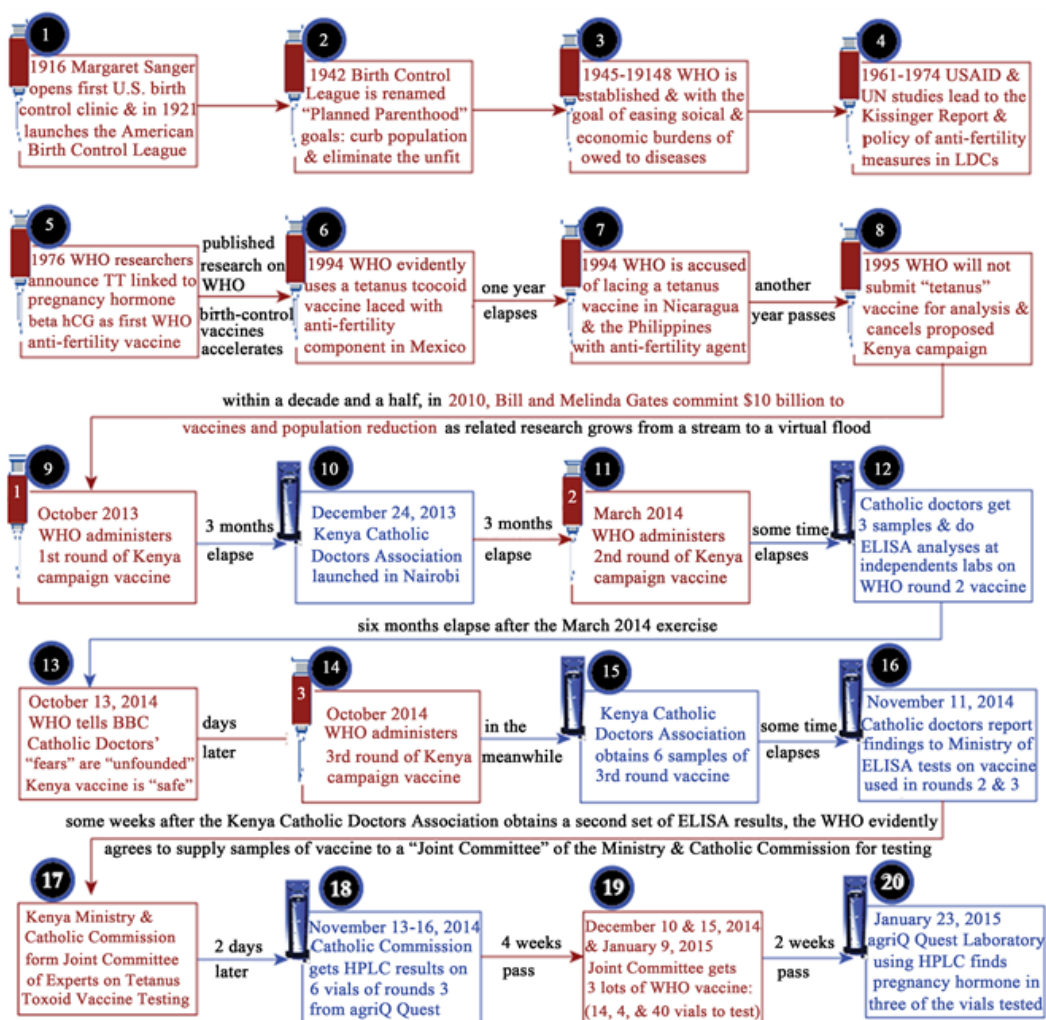 1
1916 Margaret Sanger
opens first U.S. birth
control clinic & in 1921
launches the American
Birth Control League
2
1942 Birth Control
League is renamed
“Planned Parenthood”
goals: curb population
& eliminate the unfit
3
1945-19148 WHO is
established & with the
goal of easing soical &
economic burdens of
owed to diseases
4
1961-1974 USAID &
UN studies lead to the
Kissinger Report &
policy of anti-fertility
measures in LDCs
5
1976 WHO researchers
announce TT linked to
pregnancy hormone
beta hCG as first WHO
anti-fertility vaccine
published
research on
WHO
birth-control
vaccines
accelerates
6
1994 WHO evidently
uses a tetanus tcocoid
vaccine laced with
anti-fertility
component in Mexico
one year
elapses
7
1994 WHO is accused
of lacing a tetanus
vaccine in Nicaragua
& the Philippines
with anti-fertility agent
another
year passes
8
1995 WHO will not
submit “tetanus”
vaccine for analysis &
cancels proposed
Kenya campaign
within a decade and a half, in 2010, Bill and Melinda Gates commint $10 billion to
vaccines and population reduction as related research grows from a stream to a virtual flood
9
1
October 2013
WHO administers
1st round of Kenya
campaign vaccine
3 months
elapse
10
December 24, 2013
Kenya Catholic
Doctors Association
launched in Nairobi
3 months
elapse
11
2
March 2014
WHO administers
2nd round of Kenya
campaign vaccine
some time
elapses
12
Catholic doctors get
3 samples & do
ELISA analyses at
independents labs on
WHO round 2 vaccine
six months elapse after the March 2014 exercise
13
October 13, 2014
WHO tells BBC
Catholic Doctors’
“fears” are “unfounded”
Kenya vaccine is “safe”
days
later
14
3
October 2014
WHO administers
3rd round of Kenya
campaign vaccine
in the
meanwhile
15
Kenya Catholic
Doctors Association
obtains 6 samples of
3rd round vaccine
some time
elapses
16
November 11, 2014
Catholic doctors report
findings to Ministry of
ELISA tests on vaccine
used in rounds 2 & 3
some weeks after the Kenya Catholic Doctors Association obtains a second set of ELISA results, the WHO evidently
agrees to supply samples of vaccine to a “Joint Committee” of the Ministry & Catholic Commission for testing
17
Kenya Ministry &
Catholic Commission
form Joint Committee
of Experts on Tetanus
Toxoid Vaccine Testing
2 days
later
18
November 13-16, 2014
Catholic Commission
gets HPLC results on
6 vials of rounds 3
from agriQ Quest
4 weeks
pass
19
December 10 & 15, 2014
& January 9, 2015
Joint Committee gets
3 lots of WHO vaccine:
(14, 4, & 40 vials to test)
2 weeks
pass
20
January 23, 2015
agriQ Quest Laboratory
using HPLC finds
pregnancy hormone in
three of the vials tested